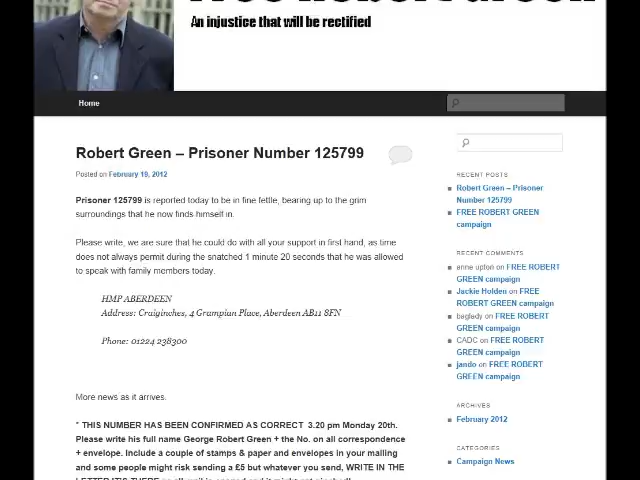 An injustice that will be rectified
Home
Robert Green – Prisoner Number 125799
Posted on February 19, 2012
Prisoner 125799 is reported today to be in fine fettle, bearing up to the grim
surroundings that he now finds himself in.
Please write, we are sure that he could do with all your support in first hand, as time
does not always permit during the snatched 1 minute 20 seconds that he was allowed
to speak with family members today.
HMP ABERDEEN
Address: Craiginches, 4 Grampian Place, Aberdeen AB11 8FN
Phone: 01224 238300
More news as it arrives.
* THIS NUMBER HAS BEEN CONFIRMED AS CORRECT 3.20 pm Monday 20th.
Please write his full name George Robert Green + the No. on all correspondence
+ envelope. Include a couple of stamps & paper and envelopes in your mailing
and some people might risk sending a £5 but whatever you send, WRITE IN THE
RECENT POSTS
Robert Green – Prisoner
Number 125799
FREE ROBERT GREEN
campaign
RECENT COMMENTS
anne upton on FREE ROBERT
GREEN campaign
Jackie Holden on FREE
ROBERT GREEN campaign
baglady on FREE ROBERT
GREEN campaign
CADC on FREE ROBERT
GREEN campaign
jando on FREE ROBERT
GREEN campaign
ARCHIVES
February 2012
CATEGORIES
Campaign News